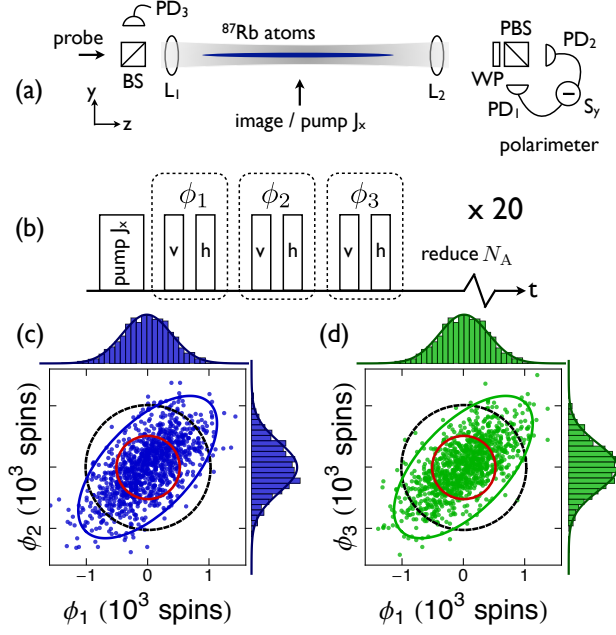 PD₃
⁸⁷Rb atoms
probe
BS
L₁
L₂
WP
PBS
PD₂
PD₁
S_y
polarimeter
(a)
y
z
image / pump Jₓ
(b)
pump Jₓ
ϕ₁
v h
ϕ₂
v h
ϕ₃
v h
x 20
reduce N_A
t
(c)
ϕ₂ (10³ spins)
−1 0 1
ϕ₁ (10³ spins)
(d)
ϕ₃ (10³ spins)
−1 0 1
ϕ₁ (10³ spins)